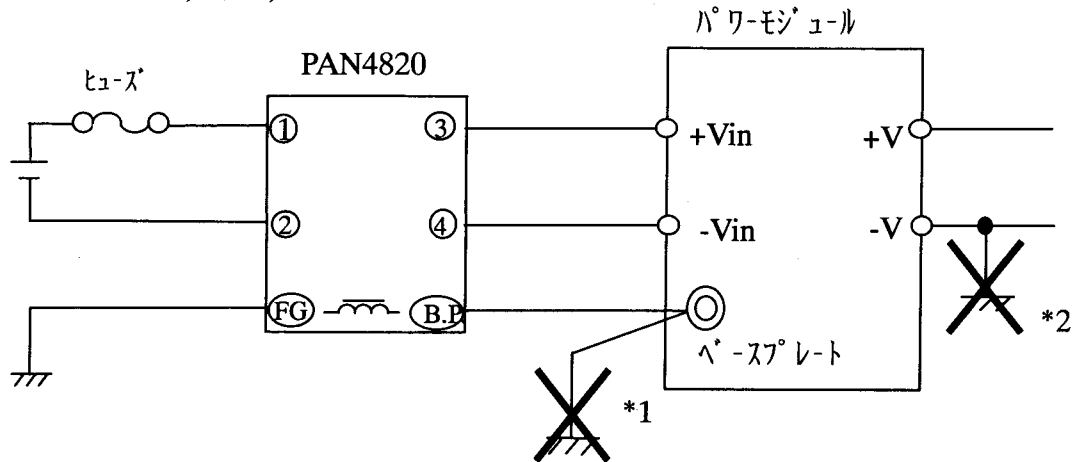 パワーモジュール
PAN4820
ヒューズ
① ③ +Vin +V
② ④ -Vin -V
FG B.P *2
ベースプレート
*1